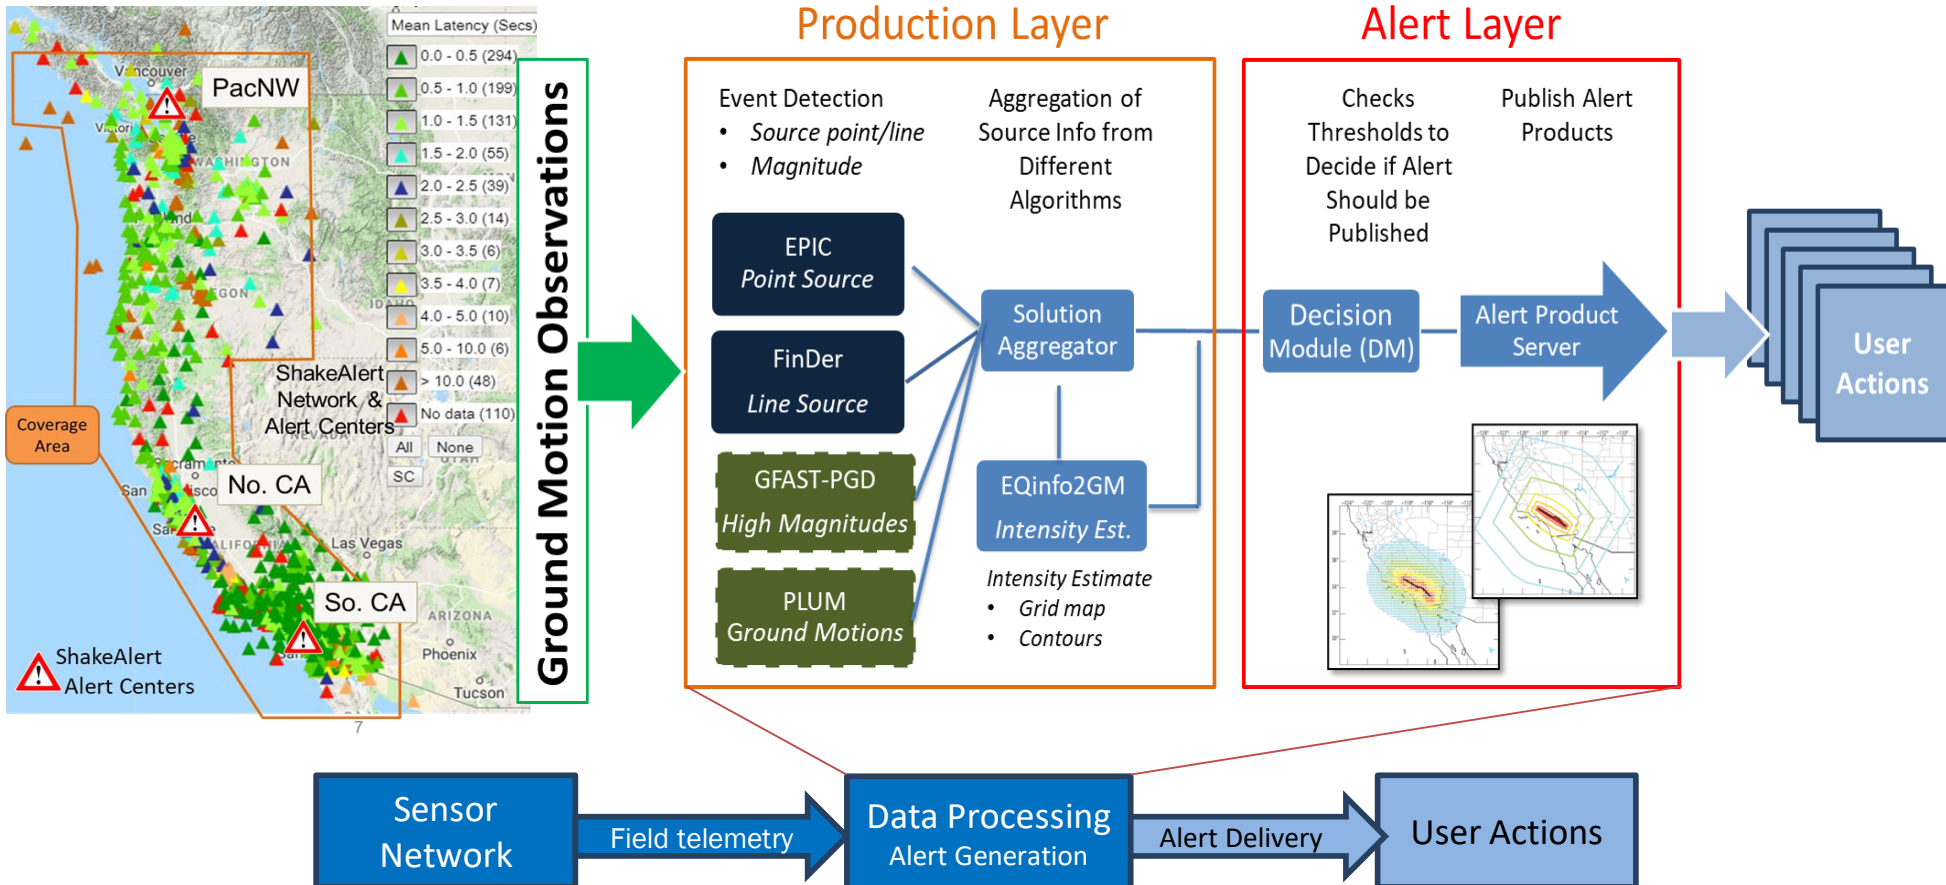 Production Layer
Alert Layer
Mean Latency (Secs)
0.0 - 0.5 (294)
0.5 - 1.0 (199)
1.0 - 1.5 (131)
1.5 - 2.0 (55)
2.0 - 2.5 (39)
2.5 - 3.0 (14)
3.0 - 3.5 (6)
3.5 - 4.0 (7)
4.0 - 5.0 (10)
5.0 - 10.0 (6)
> 10.0 (48)
No data (110)
All
None
SC
Vancouver
PacNW
WASHINGTON
ShakeAlert
Network &
Alert Centers
NEVADA
UTAH
Coverage
Area
San
No. CA
Las Vegas
So. CA
ARIZONA
Phoenix
Tucson
ShakeAlert
Alert Centers
7
Ground Motion Observations
Event Detection
• Source point/line
• Magnitude
Aggregation of
Source Info from
Different
Algorithms
EPIC
Point Source
FinDer
Line Source
GFAST-PGD
High Magnitudes
PLUM
Ground Motions
Solution
Aggregator
EQinfo2GM
Intensity Est.
Intensity Estimate
• Grid map
• Contours
Checks
Thresholds to
Decide if Alert
Should be
Published
Publish Alert
Products
Decision
Module (DM)
Alert Product
Server
User
Actions
Sensor
Network
Field telemetry
Data Processing
Alert Generation
Alert Delivery
User Actions